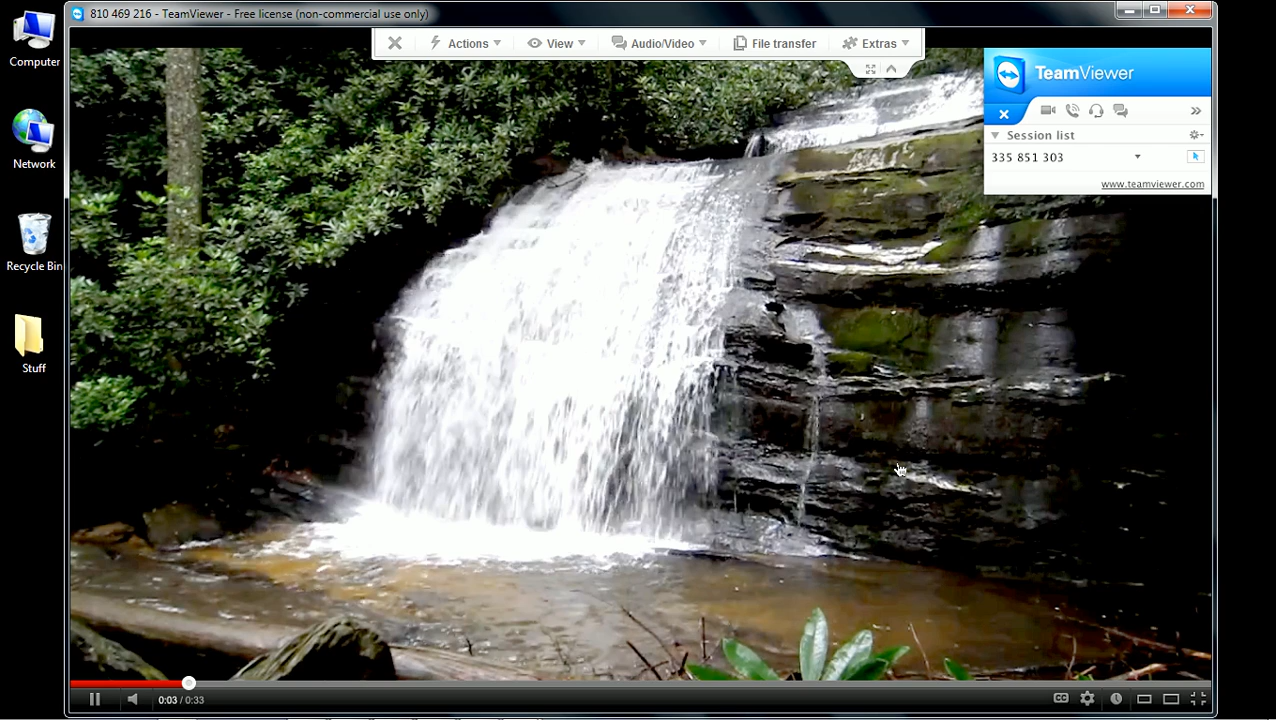 810 469 216 - TeamViewer - Free license (non-commercial use only)
Computer
Network
Recycle Bin
Stuff
Actions
View
Audio/Video
File transfer
Extras
TeamViewer
Session list
335 851 303
www.teamviewer.com
0:03 / 0:33
CC